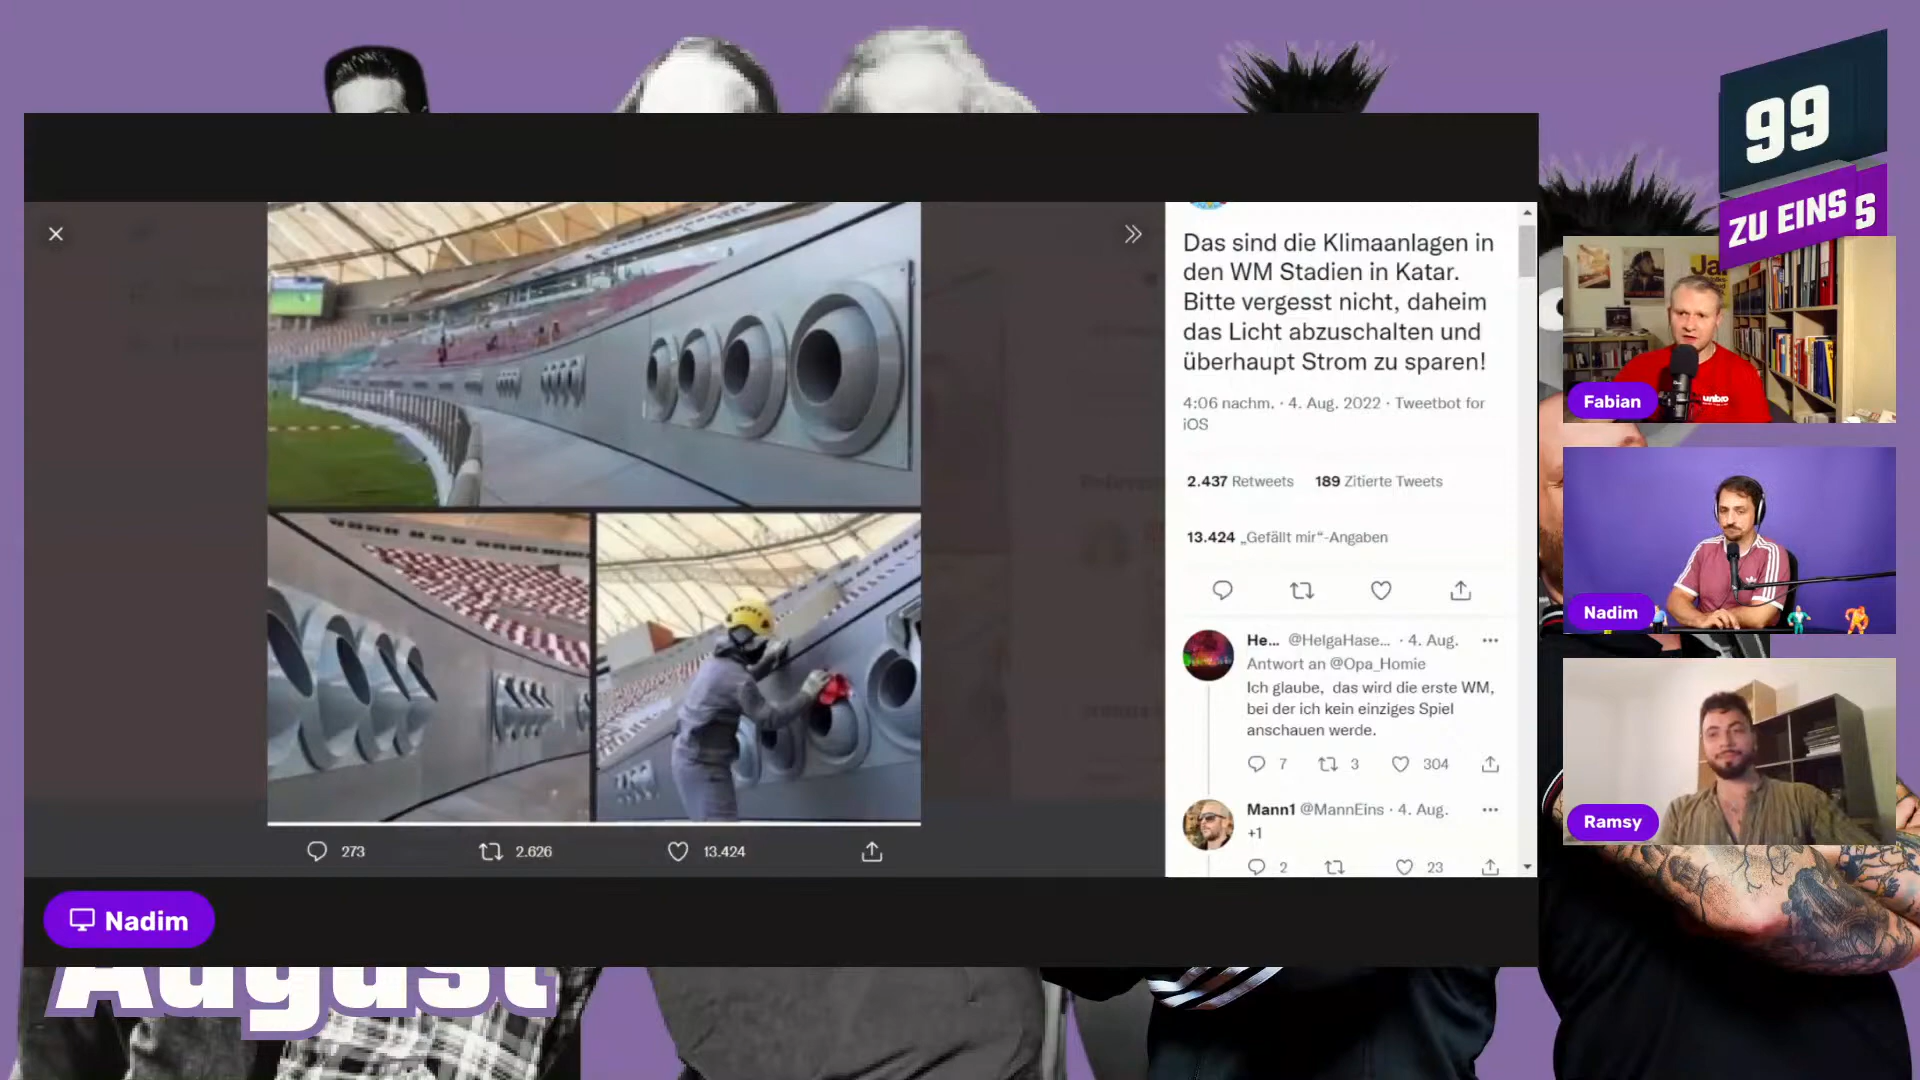 99
ZU EINS
S
Das sind die Klimaanlagen in
den WM Stadien in Katar.
Bitte vergesst nicht, daheim
das Licht abzuschalten und
überhaupt Strom zu sparen!
4:06 nachm. · 4. Aug. 2022 · Tweetbot for
iOS
2.437 Retweets 189 Zitierte Tweets
13.424 „Gefällt mir“-Angaben
He... @HelgaHase... · 4. Aug.
Antwort an @Opa_Homie
Ich glaube, das wird die erste WM,
bei der ich kein einziges Spiel
anschauen werde.
7 3 304
Mann1 @MannEins · 4. Aug.
+1
2 23
273 2.626 13.424
Nadim
August
Fabian
umbro
Nadim
Ramsy